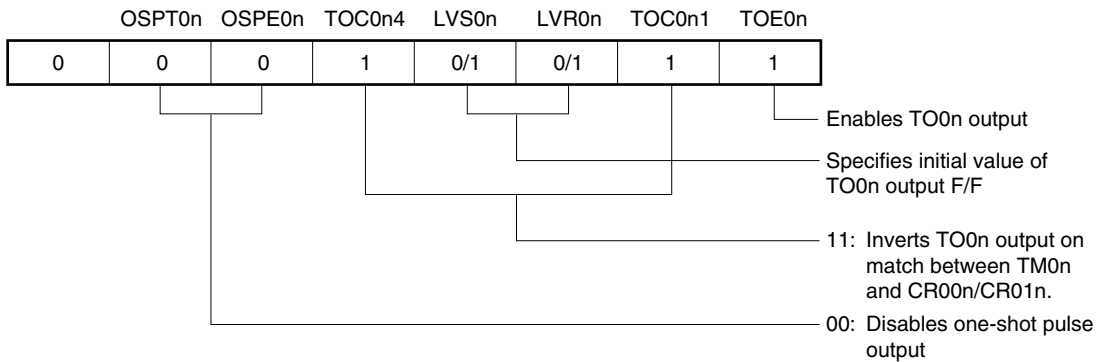 OSPT0n OSPE0n TOC0n4 LVS0n LVR0n TOC0n1 TOE0n
0 0 0 1 0/1 0/1 1 1
Enables TO0n output
Specifies initial value of
TO0n output F/F
11: Inverts TO0n output on
match between TM0n
and CR00n/CR01n.
00: Disables one-shot pulse
output